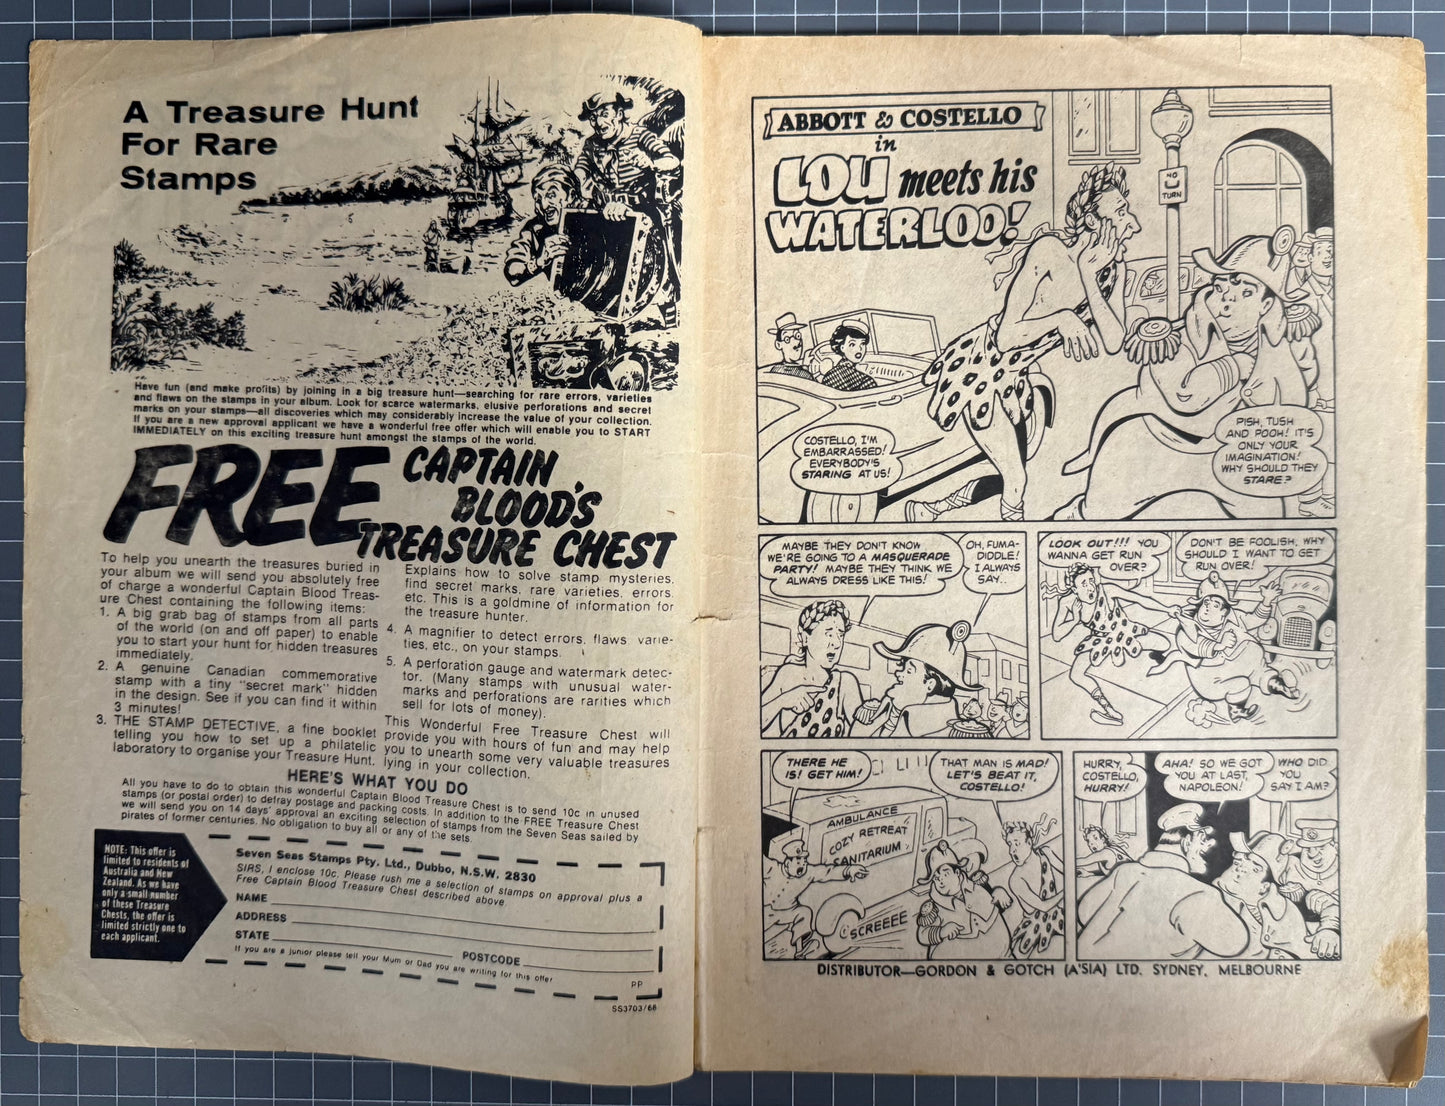 A Treasure Hunt
For Rare
Stamps
Have fun (and make profits) by joining in a big treasure hunt—searching for rare errors, varieties
and flaws on the stamps in your album. Look for scarce watermarks, elusive perforations and secret
marks on your stamps—all discoveries which may considerably increase the value of your collection.
If you are a new approval applicant we have a wonderful free offer which will enable you to START
IMMEDIATELY on this exciting treasure hunt amongst the stamps of the world.
FREE CAPTAIN
BLOOD'S
TREASURE CHEST
To help you unearth the treasures buried in
your album we will send you absolutely free
of charge a wonderful Captain Blood Treas-
ure Chest containing the following items:
1. A big grab bag of stamps from all parts
of the world (on and off paper) to enable
you to start your hunt for hidden treasures
immediately.
2. A genuine Canadian commemorative
stamp with a tiny "secret mark" hidden
in the design. See if you can find it within
3 minutes!
3. THE STAMP DETECTIVE, a fine booklet
telling you how to set up a philatelic
laboratory to organise your Treasure Hunt.
Explains how to solve stamp mysteries,
find secret marks, rare varieties, errors,
etc. This is a goldmine of information for
the treasure hunter.
4. A magnifier to detect errors, flaws, varie-
ties, etc., on your stamps.
5. A perforation gauge and watermark detec-
tor. (Many stamps with unusual water-
marks and perforations are rarities which
sell for lots of money).
This Wonderful Free Treasure Chest will
provide you with hours of fun and may help
you to unearth some very valuable treasures
lying in your collection.
HERE'S WHAT YOU DO
All you have to do to obtain this wonderful Captain Blood Treasure Chest is to send 10c in unused
stamps (or postal order) to defray postage and packing costs. In addition to the FREE Treasure Chest
we will send you on 14 days' approval an exciting selection of stamps from the Seven Seas sailed by
pirates of former centuries. No obligation to buy all or any of the sets.
NOTE: This offer is
limited to residents of
Australia and New
Zealand. As we have
only a small number
of these Treasure
Chests, the offer is
limited strictly one to
each applicant.
Seven Seas Stamps Pty. Ltd., Dubbo, N.S.W. 2830
SIRS, I enclose 10c. Please rush me a selection of stamps on approval plus a
Free Captain Blood Treasure Chest described above.
NAME
ADDRESS
STATE
POSTCODE
If you are a junior please tell your Mum or Dad you are writing for this offer
PP
SS3703/68
ABBOTT & COSTELLO
in
LOU meets his
WATERLOO!
NO
U
TURN
COSTELLO, I'M
EMBARRASSED!
EVERYBODY'S
STARING AT US!
PISH, TUSH
AND POOH! IT'S
ONLY YOUR
IMAGINATION!
WHY SHOULD THEY
STARE?
MAYBE THEY DON'T KNOW
WE'RE GOING TO A MASQUERADE
PARTY! MAYBE THEY THINK WE
ALWAYS DRESS LIKE THIS!
OH, FUMA-
DIDDLE!
I ALWAYS
SAY..
LOOK OUT!!! YOU
WANNA GET RUN
OVER?
DON'T BE FOOLISH, WHY
SHOULD I WANT TO GET
RUN OVER!
THERE HE
IS! GET HIM!
THAT MAN IS MAD!
LET'S BEAT IT,
COSTELLO!
AMBULANCE
COZY RETREAT
SANITARIUM
SCREEEE
HURRY,
COSTELLO,
HURRY!
AHA! SO WE GOT
YOU AT LAST,
NAPOLEON!
WHO DID
YOU
SAY I AM?
DISTRIBUTOR—GORDON & GOTCH (A'SIA) LTD. SYDNEY, MELBOURNE